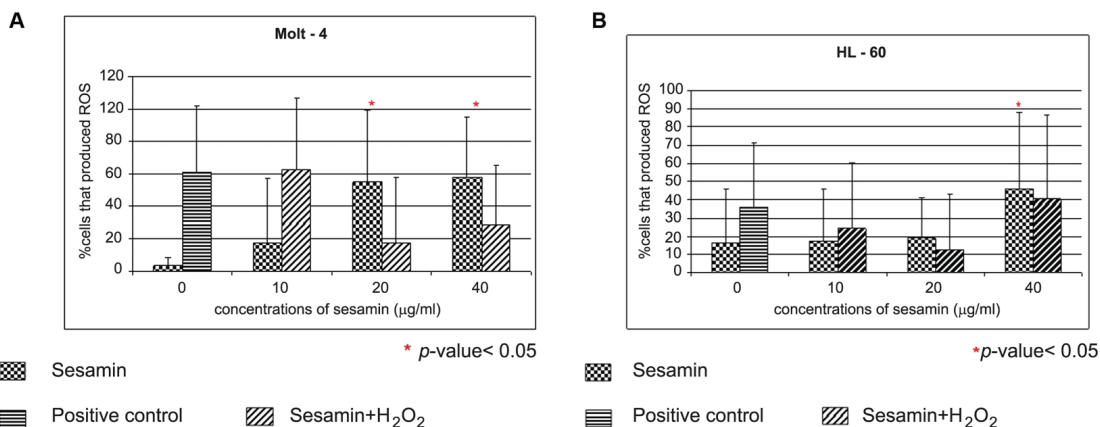 A
Molt - 4
%cells that produced ROS
120
120
80
60
40
20
0
0 10 20 40
* *
concentrations of sesamin (μg/ml)
* p-value< 0.05
Sesamin
Positive control Sesamin+H₂O₂
B
HL - 60
%cells that produced ROS
100
90
80
70
60
50
40
30
20
10
0
0 10 20 40
*
concentrations of sesamin (μg/ml)
*p-value< 0.05
Sesamin
Positive control Sesamin+H₂O₂